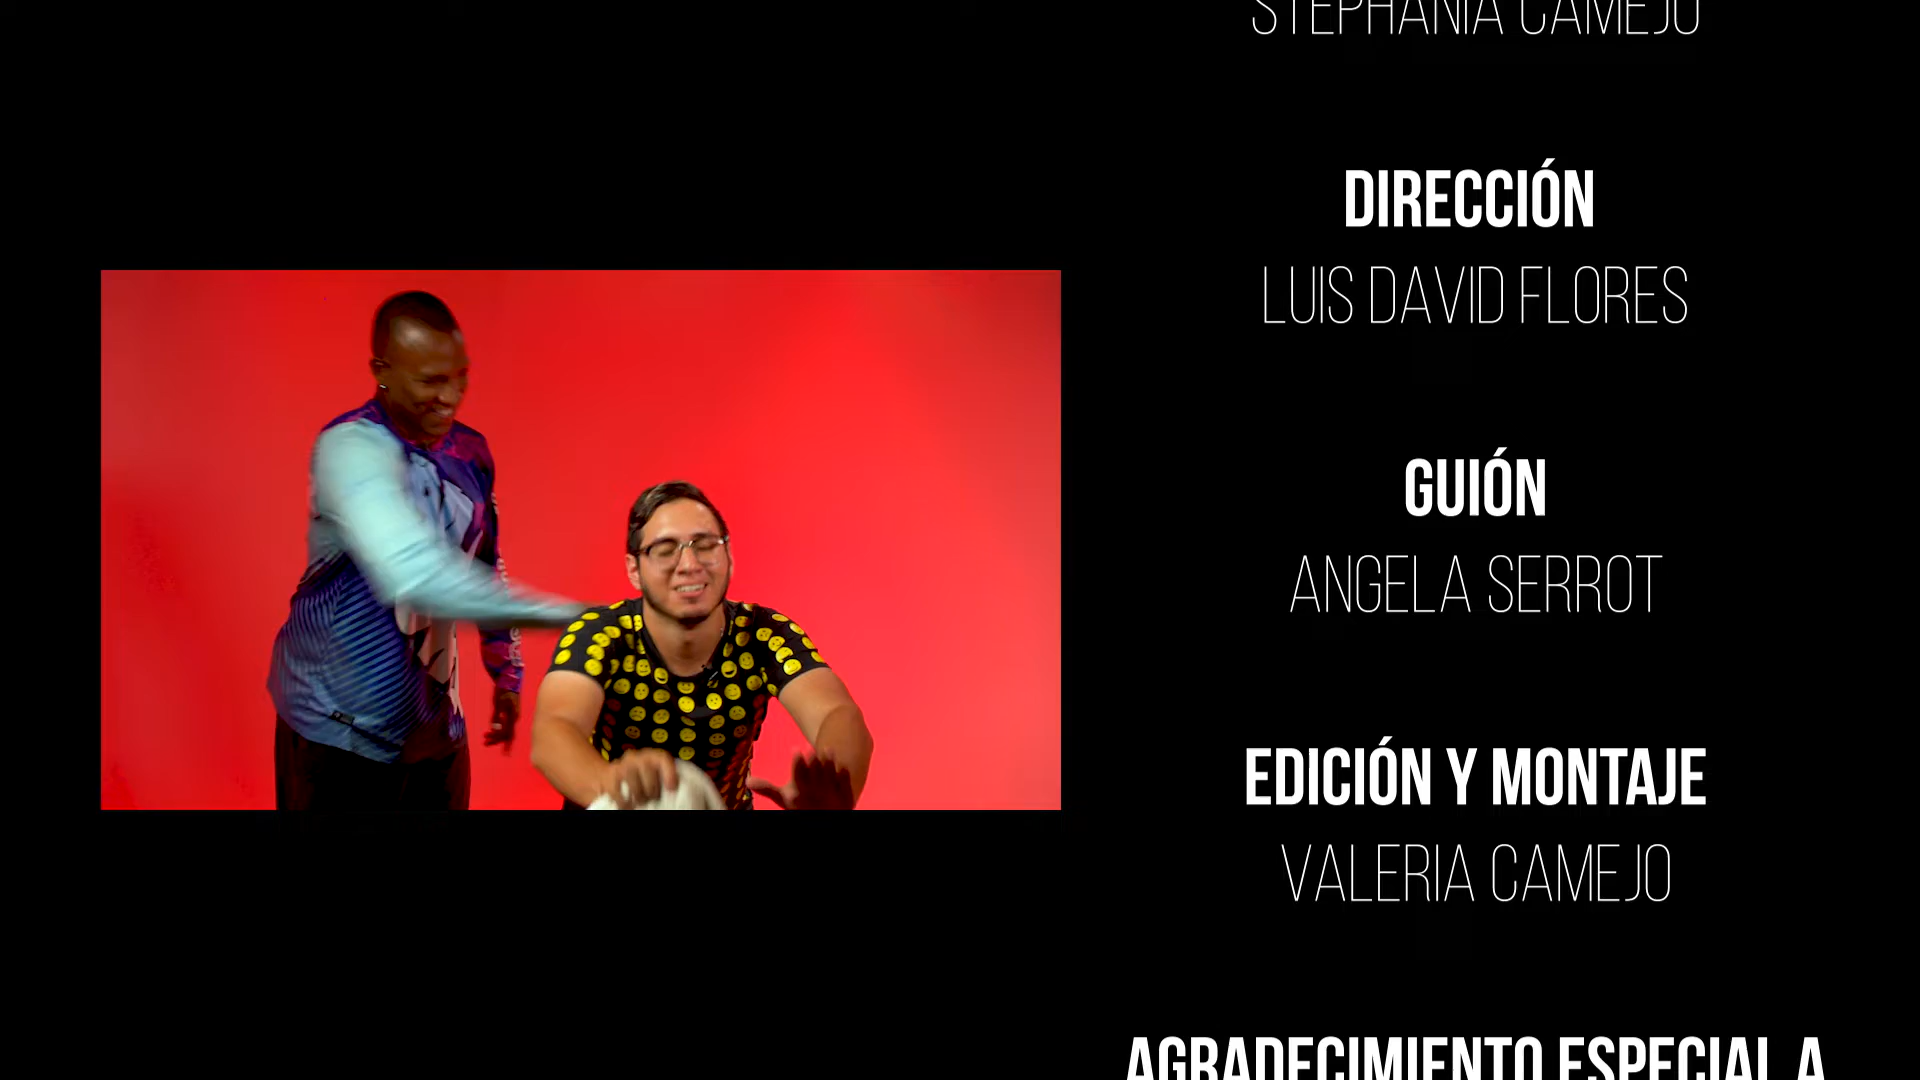 STEPHANIA CAMEJO
DIRECCIÓN
LUIS DAVID FLORES
GUIÓN
ANGELA SERROT
EDICIÓN Y MONTAJE
VALERIA CAMEJO
AGRADECIMIENTO ESPECIAL A